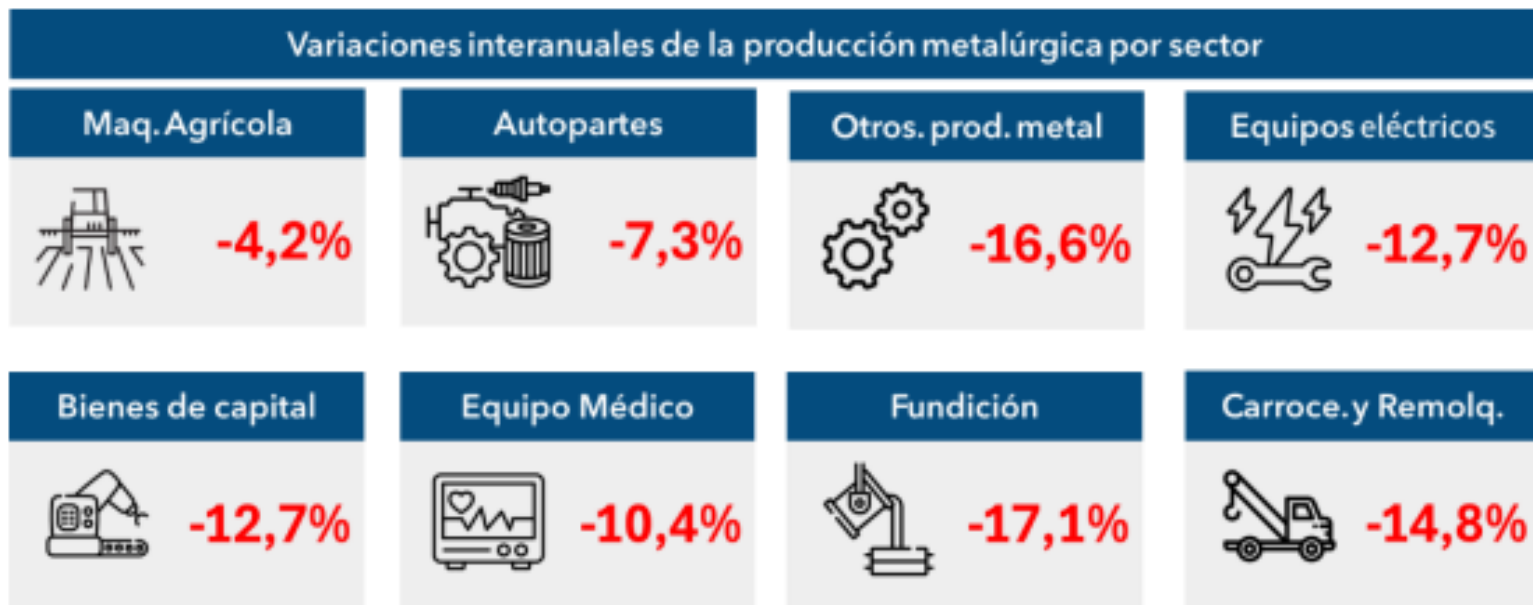 Variaciones interanuales de la producción metalúrgica por sector
Maq. Agrícola
-4,2%
Autopartes
-7,3%
Otros. prod. metal
-16,6%
Equipos eléctricos
-12,7%
Bienes de capital
-12,7%
Equipo Médico
-10,4%
Fundición
-17,1%
Carroce. y Remolq.
-14,8%